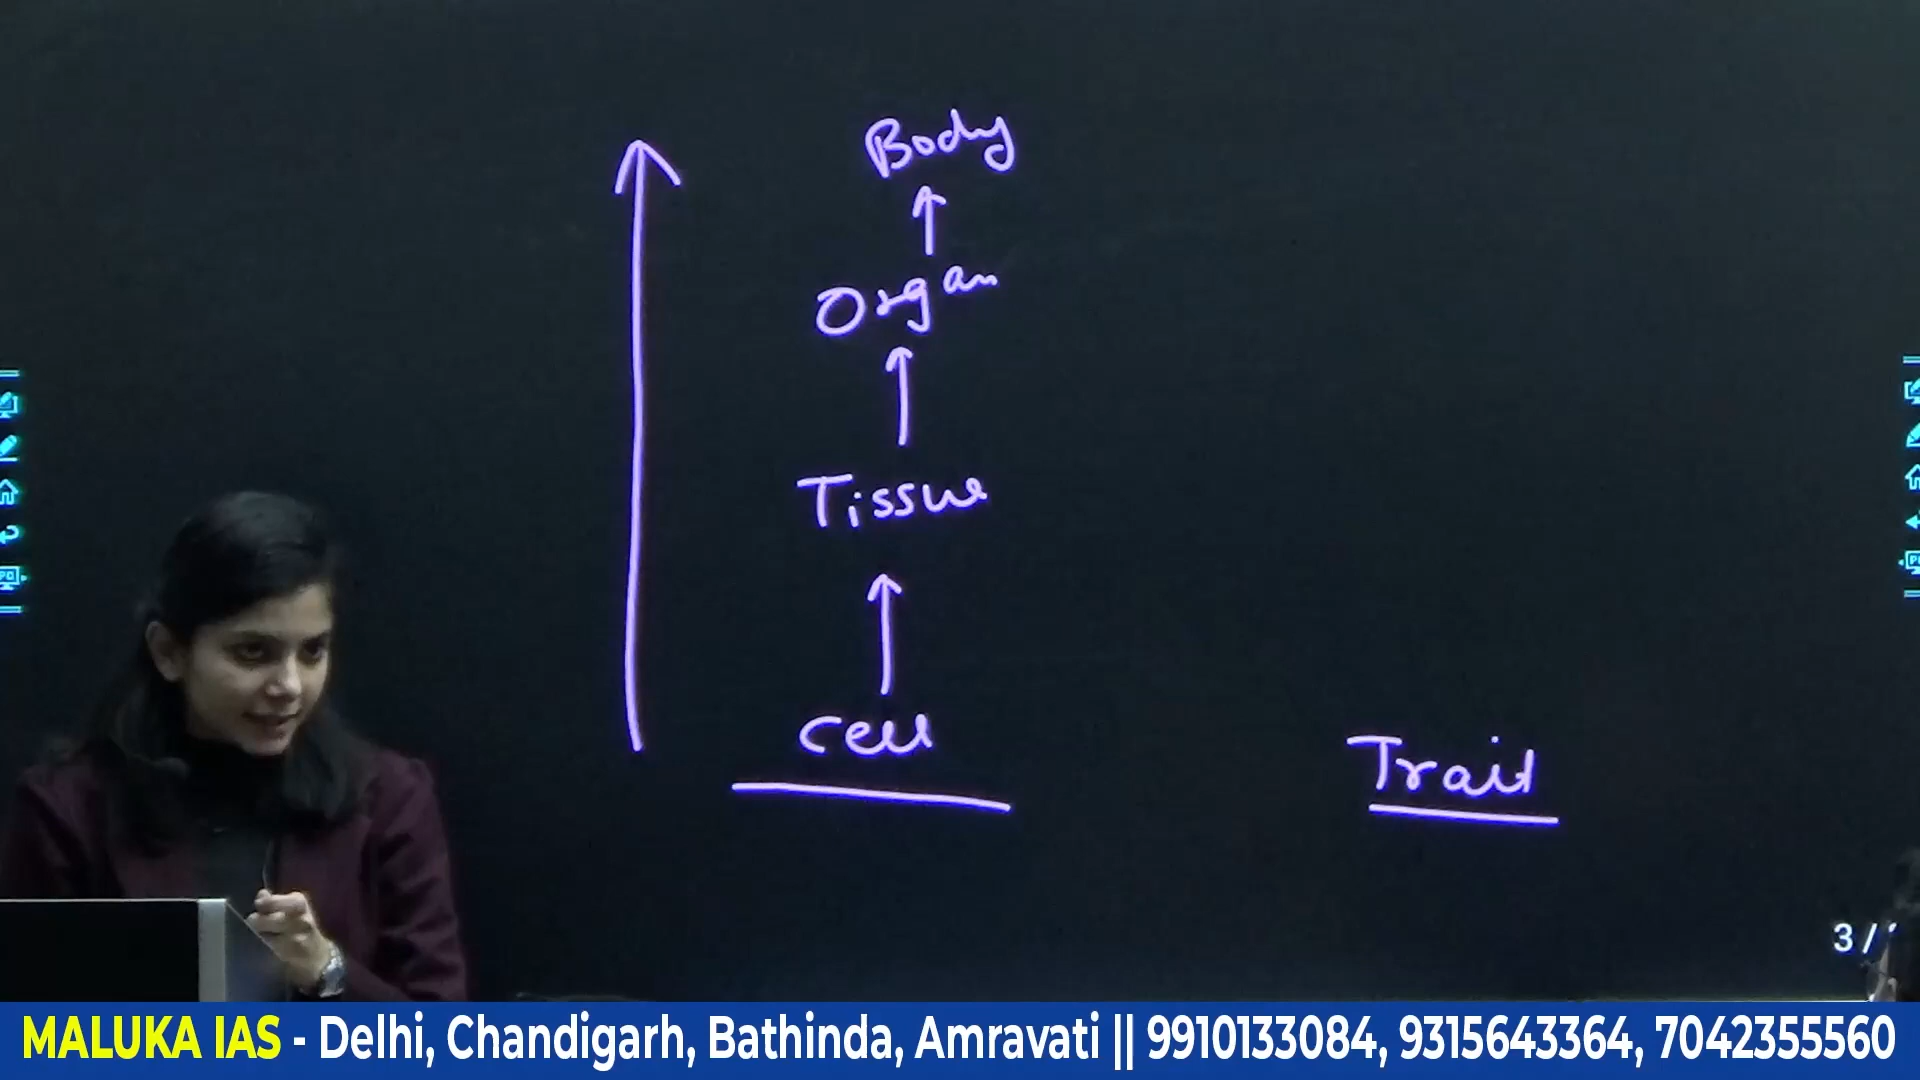 Body
Organ
Tissue
Cell
Trait
3 /
MALUKA IAS - Delhi, Chandigarh, Bathinda, Amravati || 9910133084, 9315643364, 7042355560